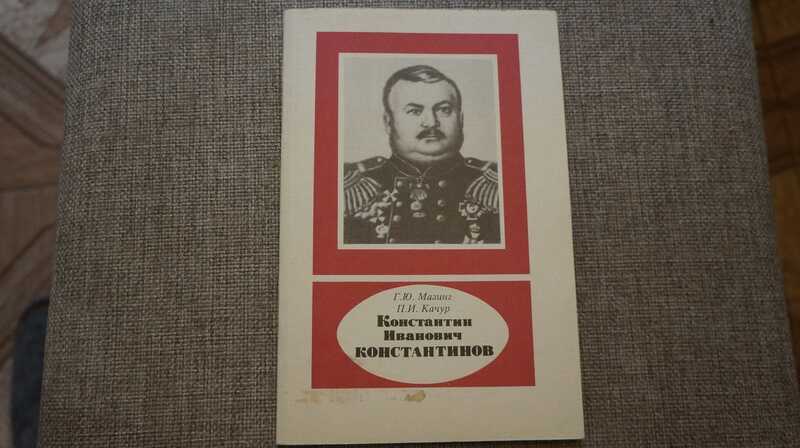 Г.Ю. Мазинг
П.И. Качур
Константин
Иванович
КОНСТАНТИНОВ